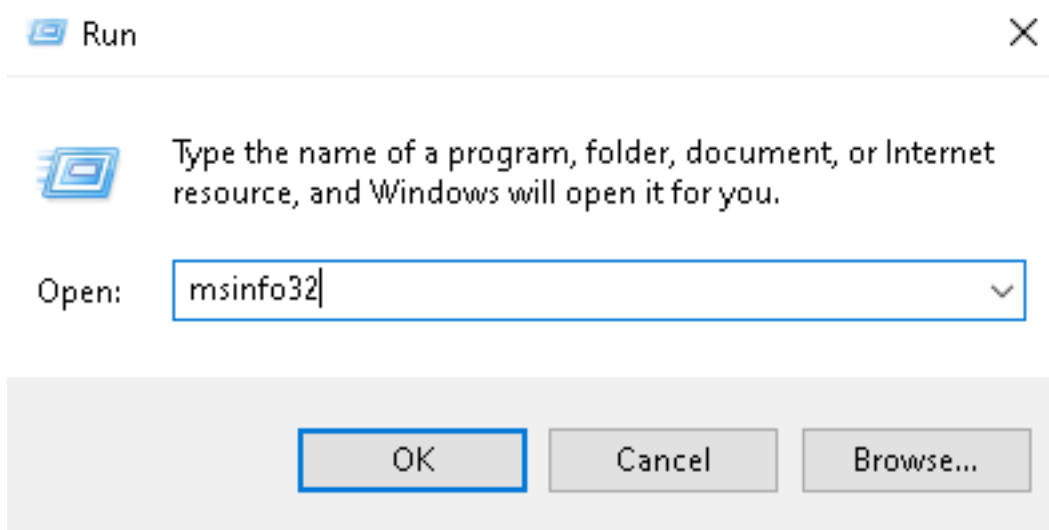 Run
Type the name of a program, folder, document, or Internet
resource, and Windows will open it for you.
Open: msinfo32
OK Cancel Browse...